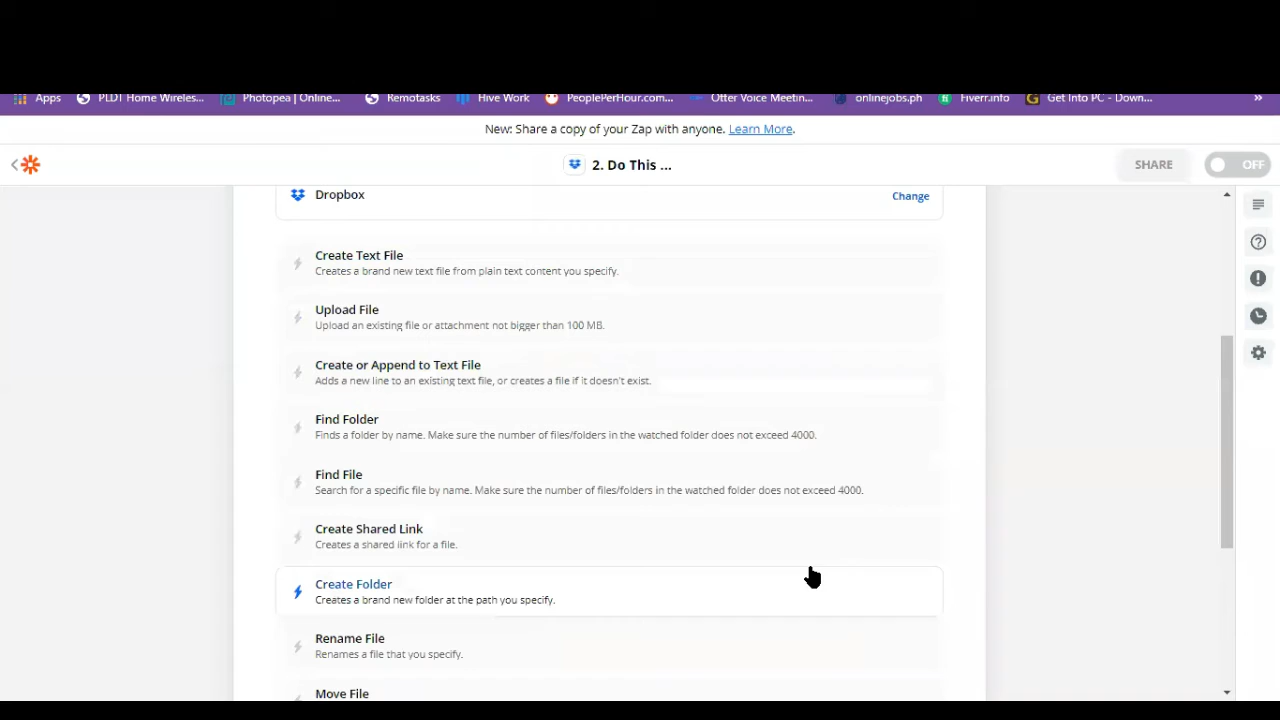 Apps PLDT Home Wireles... Photopea | Online... Remotasks Hive Work PeoplePerHour.com... Otter Voice Meetin... onlinejobs.ph Fiverr.info Get Into PC - Down... »
New: Share a copy of your Zap with anyone. Learn More.
2. Do This ... SHARE OFF
Dropbox Change
Create Text File
Creates a brand new text file from plain text content you specify.
Upload File
Upload an existing file or attachment not bigger than 100 MB.
Create or Append to Text File
Adds a new line to an existing text file, or creates a file if it doesn't exist.
Find Folder
Finds a folder by name. Make sure the number of files/folders in the watched folder does not exceed 4000.
Find File
Search for a specific file by name. Make sure the number of files/folders in the watched folder does not exceed 4000.
Create Shared Link
Creates a shared link for a file.
Create Folder
Creates a brand new folder at the path you specify.
Rename File
Renames a file that you specify.
Move File